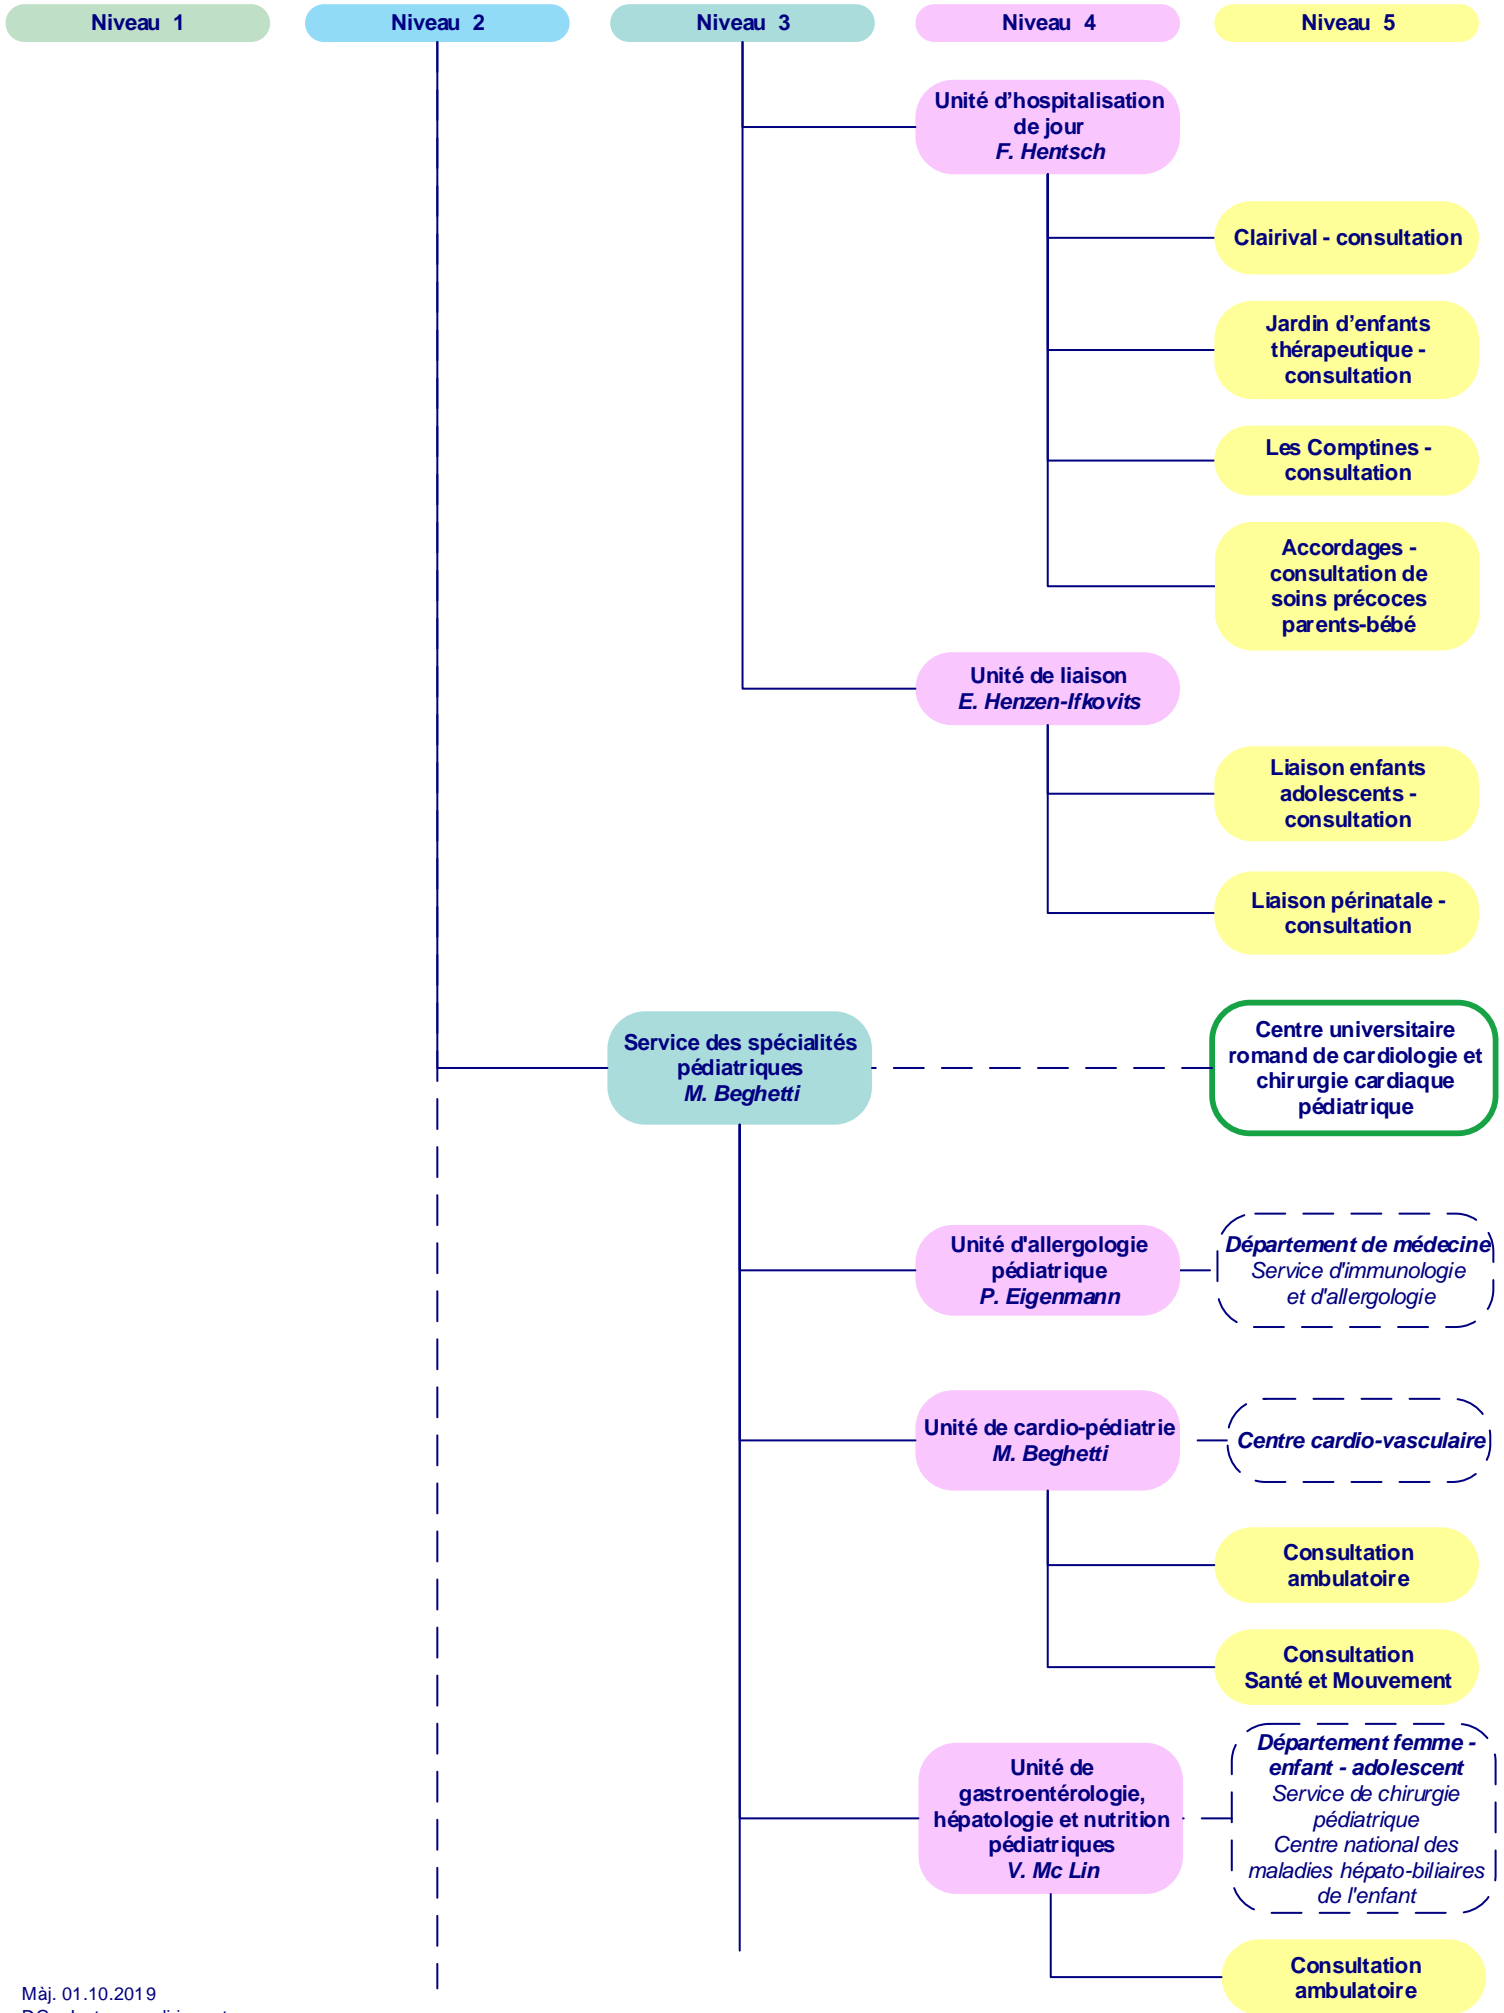 Niveau 1
Niveau 2
Niveau 3
Niveau 4
Niveau 5
Unité d’hospitalisation
de jour
F. Hentsch
Clairival - consultation
Jardin d’enfants
thérapeutique -
consultation
Les Comptines -
consultation
Accordages -
consultation de
soins précoces
parents-bébé
Unité de liaison
E. Henzen-Ifkovits
Liaison enfants
adolescents -
consultation
Liaison périnatale -
consultation
Service des spécialités
pédiatriques
M. Beghetti
Centre universitaire
romand de cardiologie et
chirurgie cardiaque
pédiatrique
Unité d'allergologie
pédiatrique
P. Eigenmann
Département de médecine
Service d'immunologie
et d'allergologie
Unité de cardio-pédiatrie
M. Beghetti
Centre cardio-vasculaire
Consultation
ambulatoire
Consultation
Santé et Mouvement
Unité de
gastroentérologie,
hépatologie et nutrition
pédiatriques
V. Mc Lin
Département femme -
enfant - adolescent
Service de chirurgie
pédiatrique
Centre national des
maladies hépato-biliaires
de l'enfant
Consultation
ambulatoire
Màj. 01.10.2019